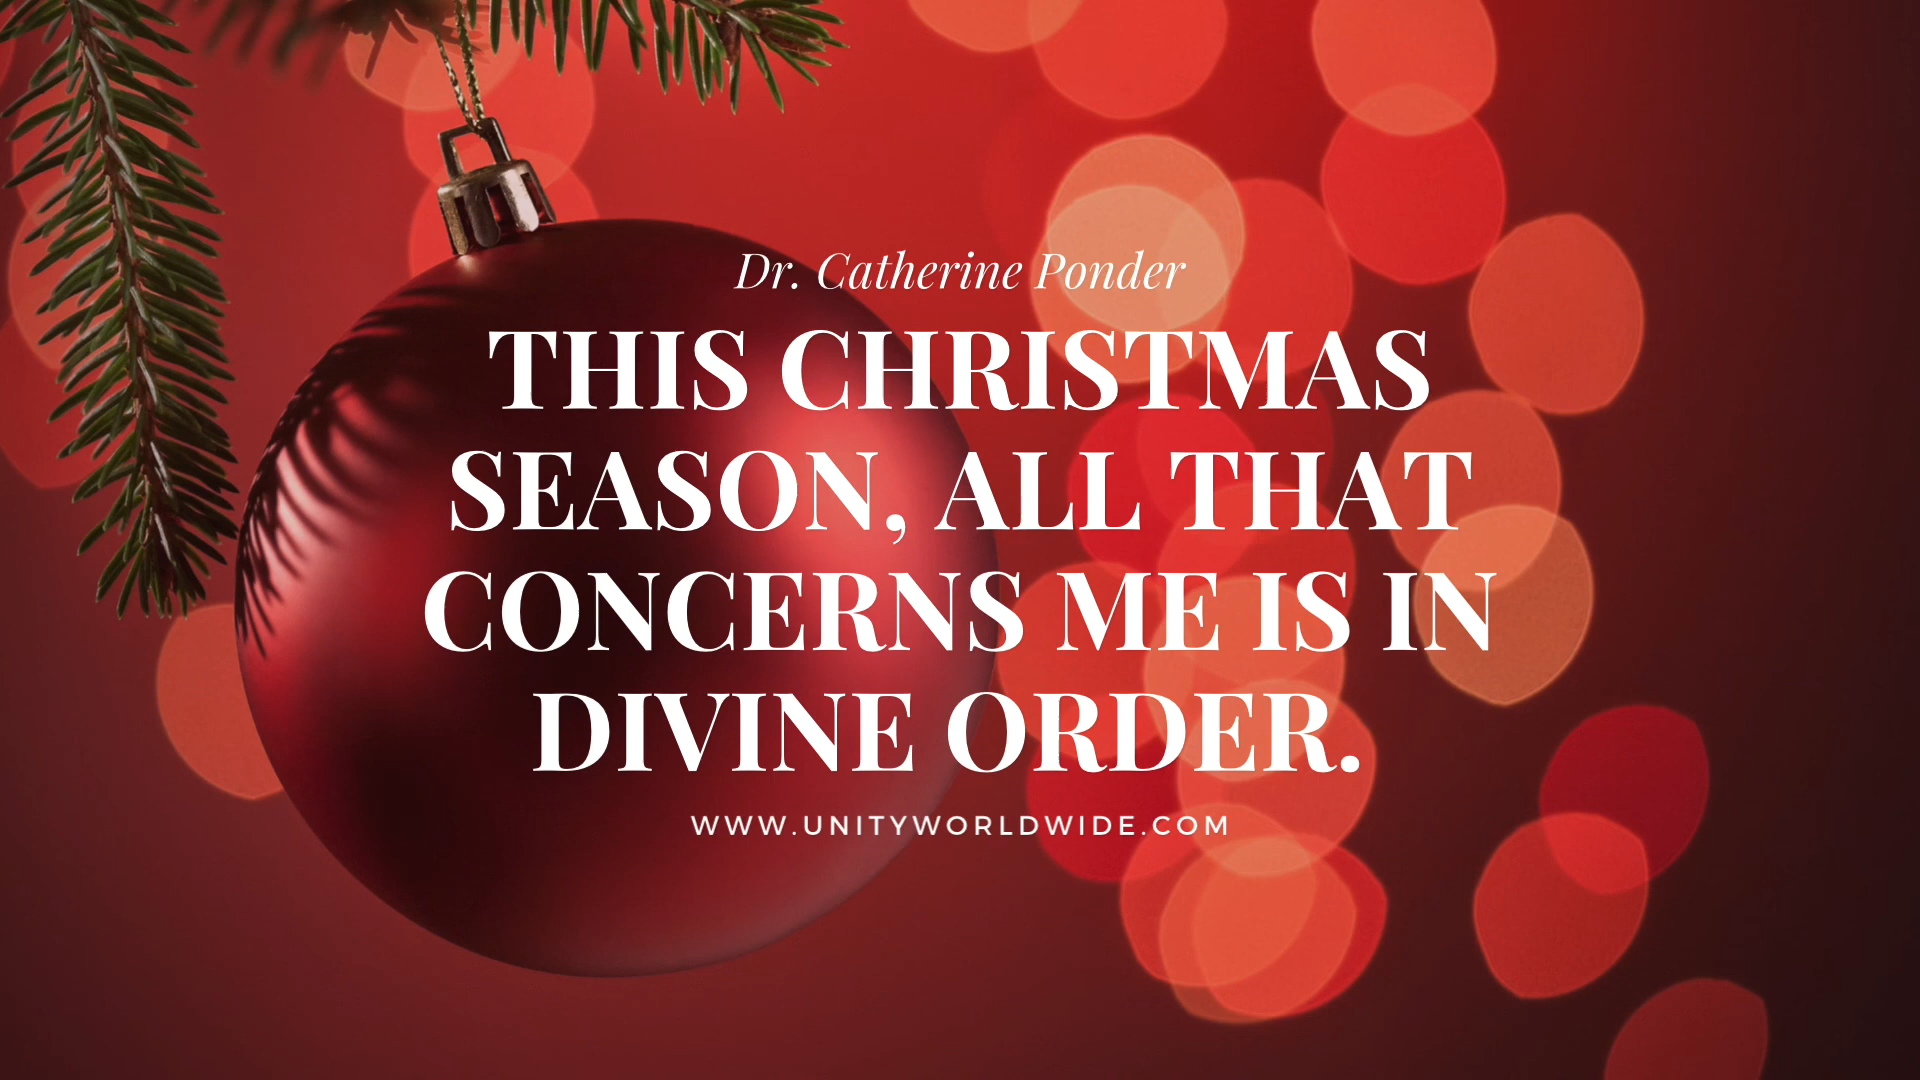 Dr. Catherine Ponder
THIS CHRISTMAS
SEASON, ALL THAT
CONCERNS ME IS IN
DIVINE ORDER.
WWW.UNITYWORLDWIDE.COM